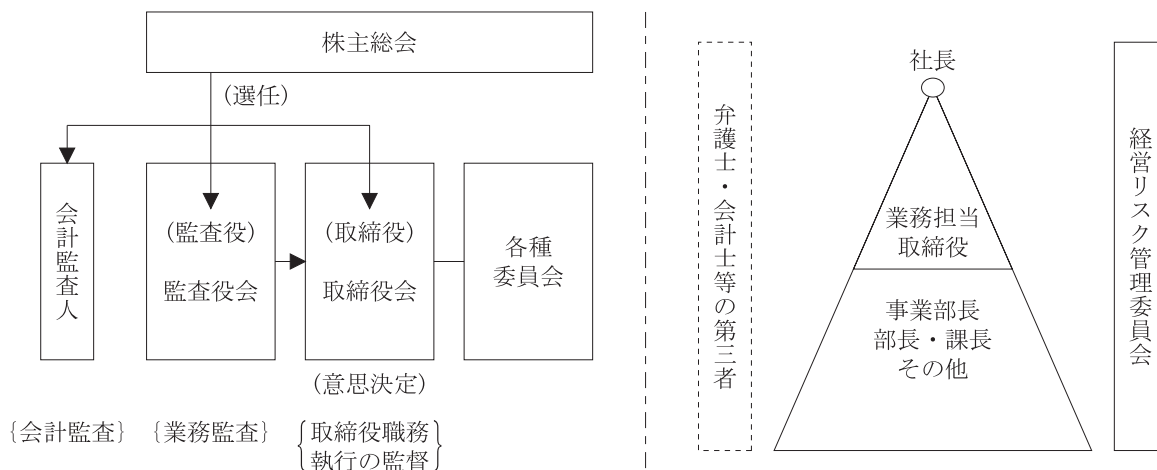 株主総会
(選任)
会計監査人
(監査役)
監査役会
(取締役)
取締役会
各種
委員会
(意思決定)
{会計監査}
{業務監査}
{取締役職務
執行の監督}
弁護士・会計士等の第三者
社長
業務担当
取締役
事業部長
部長・課長
その他
経営リスク管理委員会